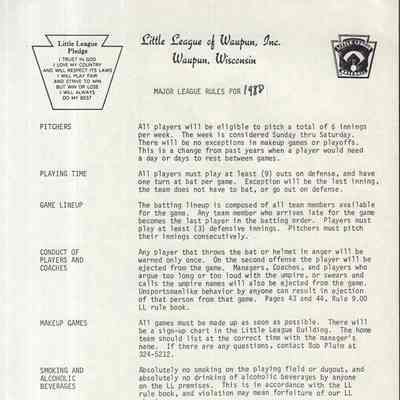 Little League
Pledge
I TRUST IN GOD
I LOVE MY COUNTRY
AND WILL RESPECT ITS LAWS
I WILL PLAY FAIR
AND STRIVE TO WIN
BUT WIN OR LOSE
I WILL ALWAYS
DO MY BEST
Little League of Waupun, Inc.
Waupun, Wisconsin
LITTLE LEAGUE
BASEBALL
MAJOR LEAGUE RULES FOR 1988
PITCHERS
All players will be eligible to pitch a total of 6 innings
per week. The week is considered Sunday thru Saturday.
There will be no exceptions in makeup games or playoffs.
This is a change from past years when a player would need
a day or days to rest between games.
PLAYING TIME
All players must play at least (9) outs on defense, and have
one turn at bat per game. Exception will be the last inning,
the team does not have to bat, or go out on defense.
GAME LINEUP
The batting lineup is composed of all team members available
for the game. Any team member who arrives late for the game
becomes the last player in the batting order. Players must
play at least (3) defensive innings. Pitchers must pitch
their innings consecutively.
CONDUCT OF
PLAYERS AND
COACHES
Any player that throws the bat or helmet in anger will be
warned only once. On the second offense the player will be
ejected from the game. Managers, Coaches, and players who
argue too long or too loud with the umpire, or swears and
calls the umpire names will also be ejected from the game.
Unsportsmanlike behavior by anyone can result in ejection
of that person from that game. Pages 43 and 44, Rule 9.00
LL rule book.
MAKEUP GAMES
All games must be made up as soon as possible. There will
be a sign-up chart in the Little League Building. The home
team should list at the correct time with the manager's
name. If there are any questions, contact Bob Pluim at
324-5212.
SMOKING AND
ALCOHOLIC
BEVERAGES
Absolutely no smoking on the playing field or dugout, and
absolutely no drinking of alcoholic beverages by anyone
on the LL premises. This is in accordance with the LL
rule book, and violation may mean forfeiture of our LL